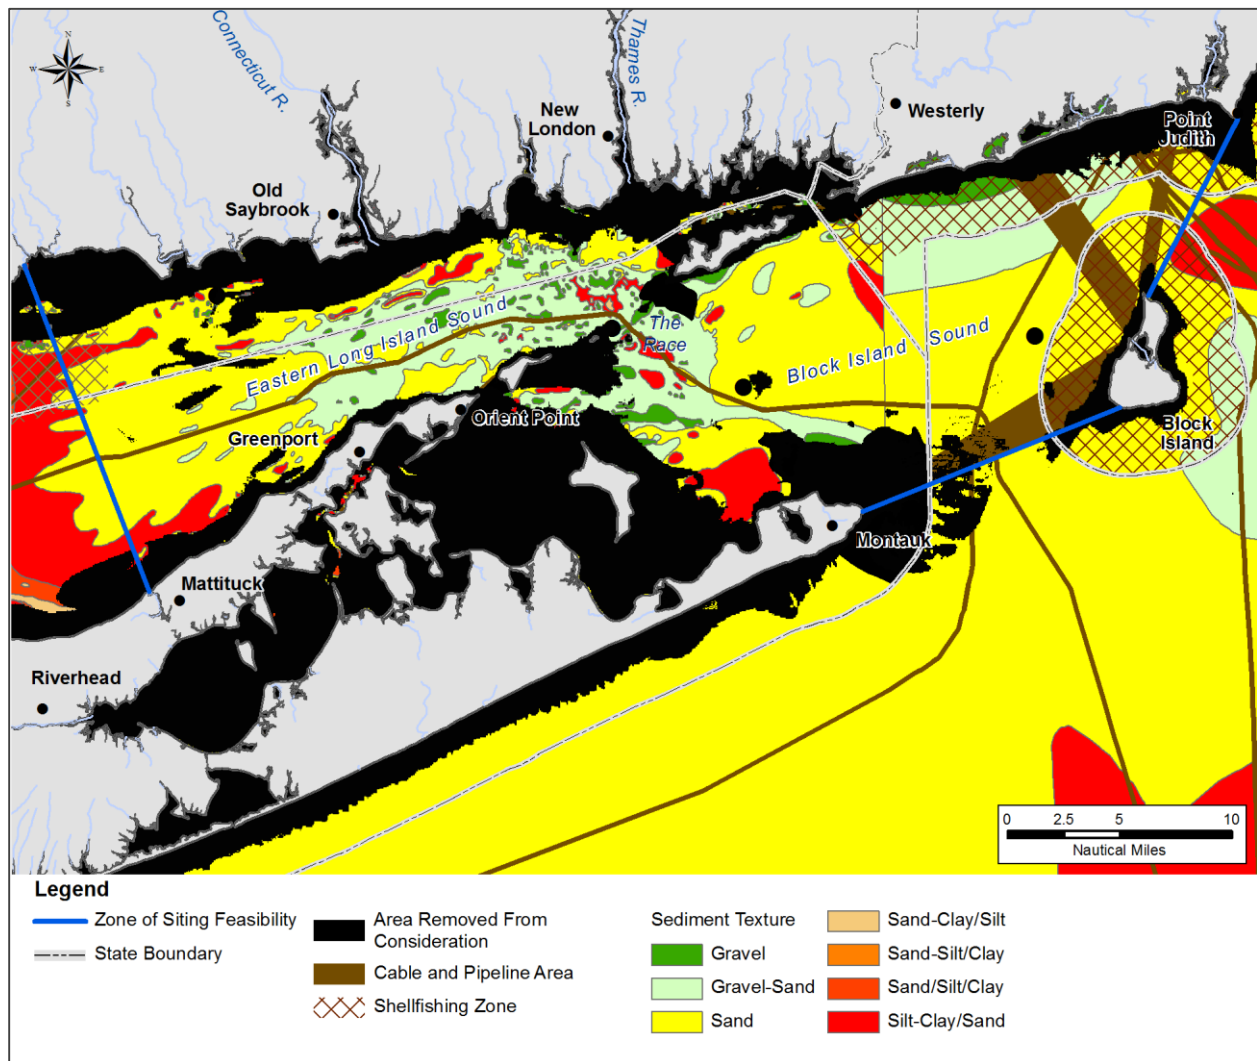 N
W
E
S
Connecticut R.
Thames R.
New
London
Westerly
Point
Judith
Old
Saybrook
Eastern Long Island Sound
The
Race
Block Island Sound
Orient Point
Greenport
Block
Island
Montauk
Mattituck
Riverhead
0 2.5 5 10
Nautical Miles
Legend
Zone of Siting Feasibility
State Boundary
Area Removed From
Consideration
Cable and Pipeline Area
Shellfishing Zone
Sediment Texture
Gravel
Gravel-Sand
Sand
Sand-Clay/Silt
Sand-Silt/Clay
Sand/Silt/Clay
Silt-Clay/Sand